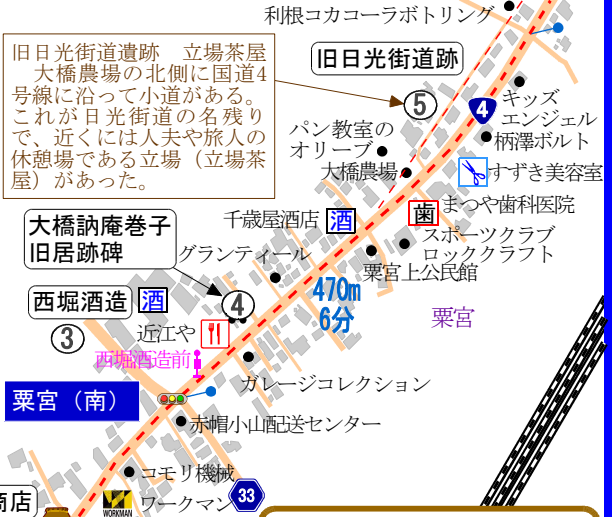 利根コカコーラボトリング
旧日光街道遺跡　立場茶屋
　大橋農場の北側に国道4
号線に沿って小道がある。
これが日光街道の名残り
で、近くには人夫や旅人の
休憩場である立場（立場茶
屋）があった。
旧日光街道跡
⑤
4
キッズ
エンジェル
パン教室の
オリーブ
柄澤ボルト
大橋農場
すずき美容室
歯
まつや歯科医院
大橋訥庵巻子
旧居跡碑
千歳屋酒店
酒
スポーツクラブ
ロッククラフト
グランティール
粟宮上公民館
470m
6分
粟宮
西堀酒造
酒
④
③
近江や
西堀酒造前
ガレージコレクション
粟宮（南）
赤帽小山配送センター
コモリ機械
商店
WORKMAN
ワークマン
33